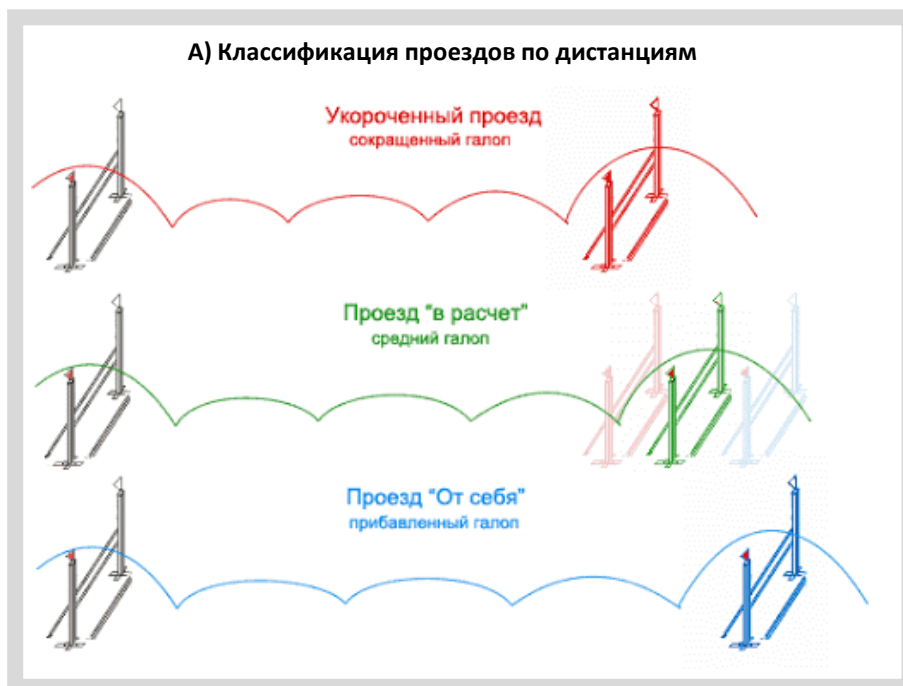 А) Классификация проездов по дистанциям
Укороченный проезд
сокращенный галоп
Проезд "в расчет"
средний галоп
Проезд "От себя"
прибавленный галоп